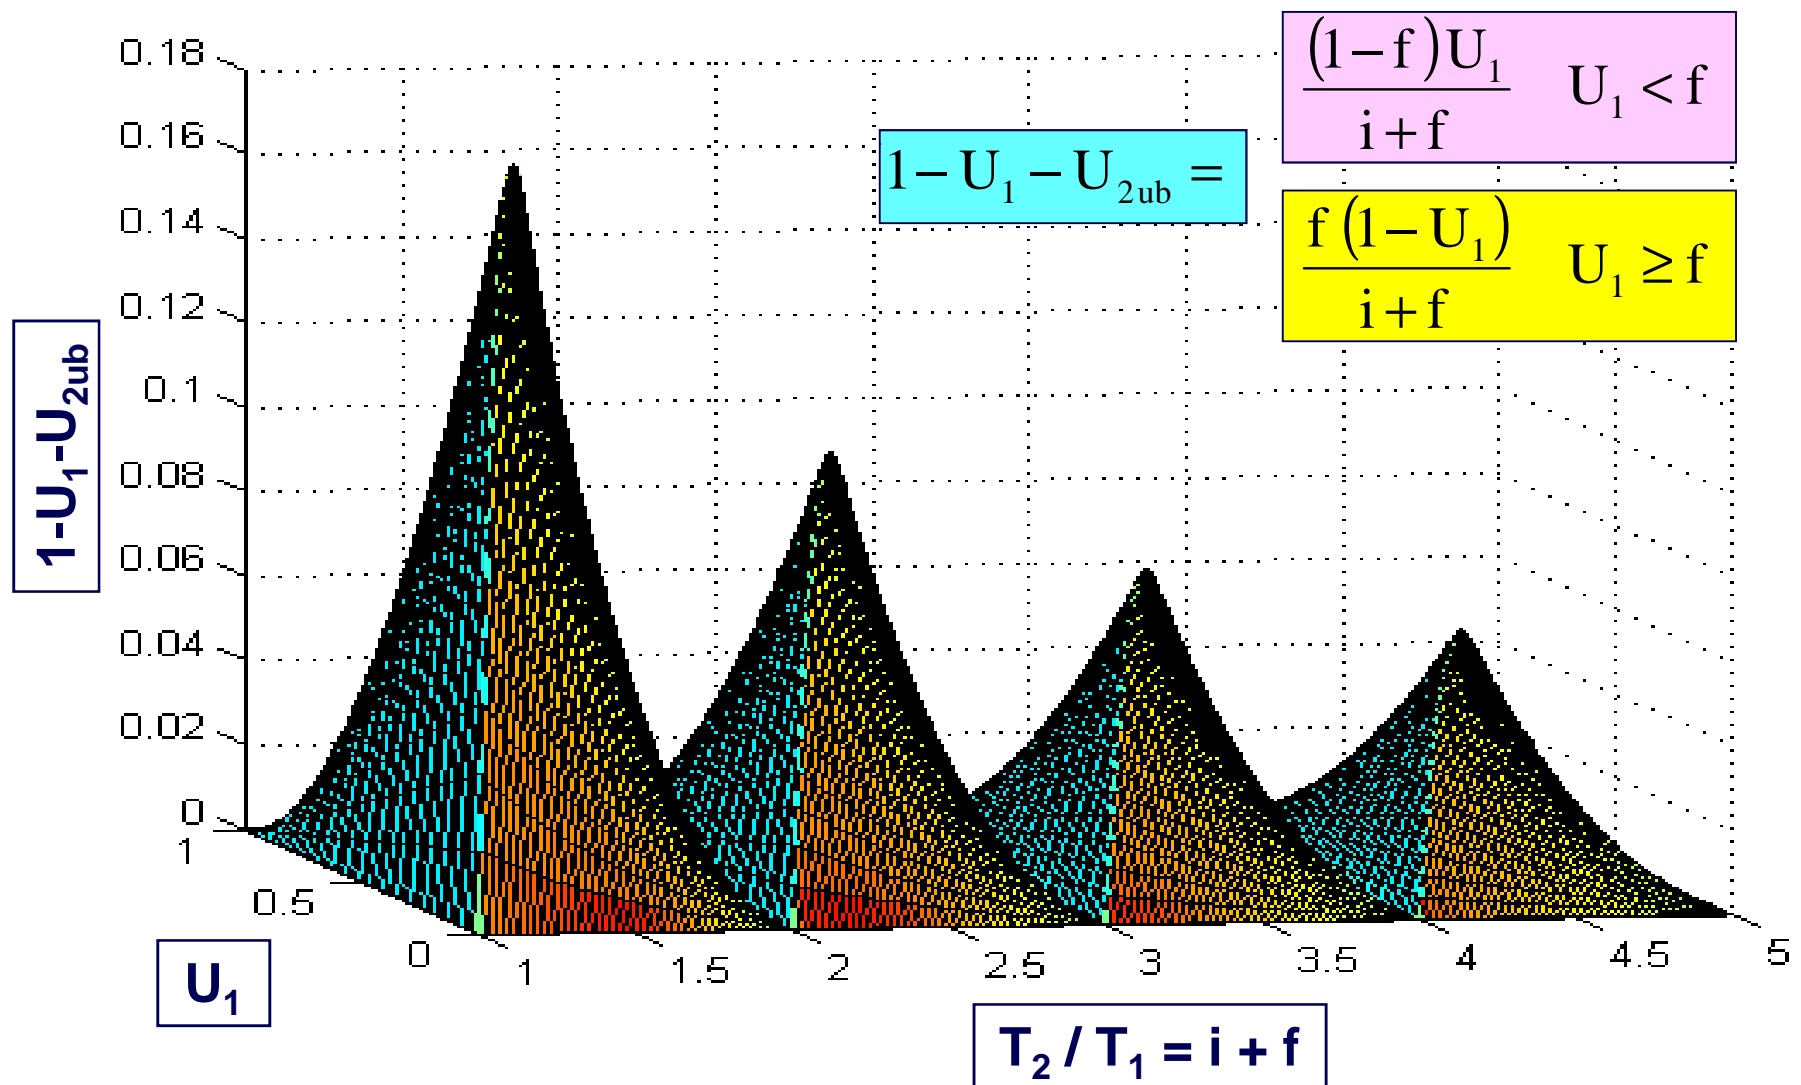 0.18
0.16
0.14
0.12
0.1
0.08
0.06
0.04
0.02
0
1-U₁-U₂ub
1 − U₁ − U₂ub =
(1 − f) U₁ / i + f   U₁ < f
f (1 − U₁) / i + f   U₁ ≥ f
1
0.5
0
U₁
1 1.5 2 2.5 3 3.5 4 4.5 5
T₂ / T₁ = i + f